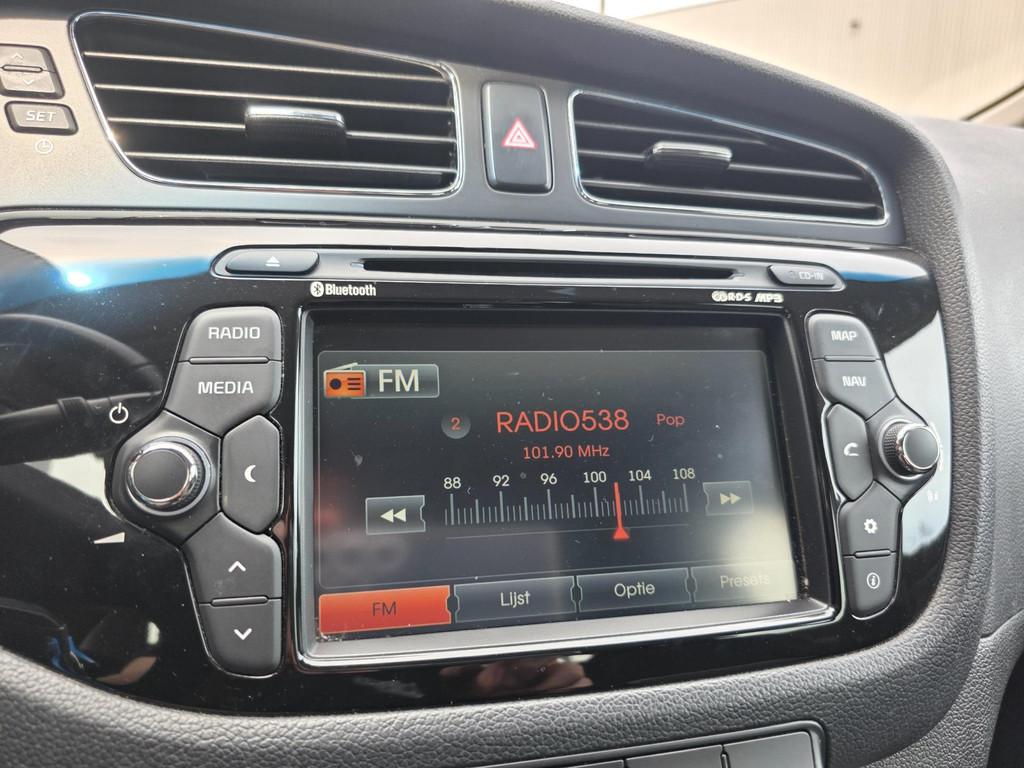 SET
Bluetooth
CD-IN
R·D·S MP3
RADIO
MEDIA
MAP
NAV
FM
2 RADIO538 Pop
101.90 MHz
88 92 96 100 104 108
FM Lijst Optie Presets